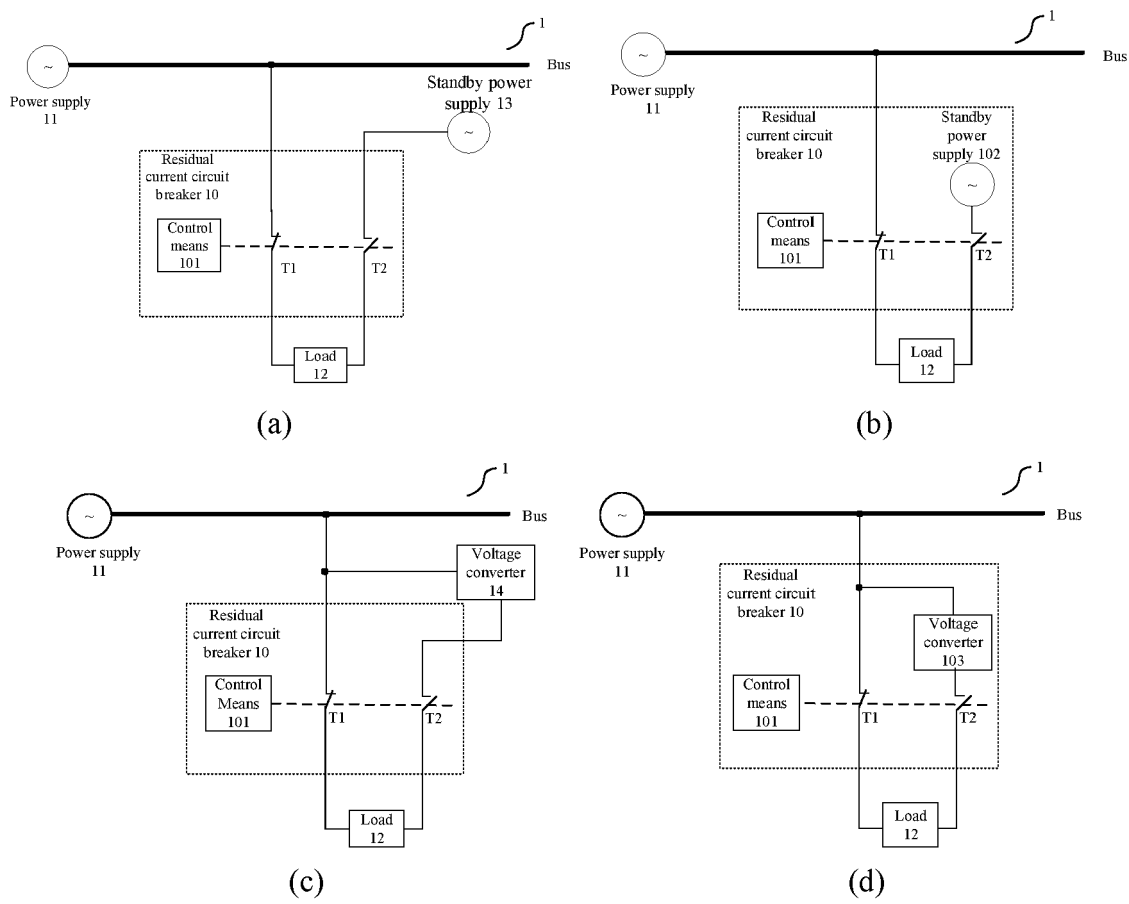 1
~
Bus
Power supply
11
Standby power
supply 13
~
Residual
current circuit
breaker 10
Control
means
101
T1
T2
Load
12
(a)
1
~
Bus
Power supply
11
Residual
current circuit
breaker 10
Standby
power
supply 102
~
Control
means
101
T1
T2
Load
12
(b)
1
~
Bus
Power supply
11
Voltage
converter
14
Residual
current circuit
breaker 10
Control
Means
101
T1
T2
Load
12
(c)
1
~
Bus
Power supply
11
Residual
current circuit
breaker 10
Voltage
converter
103
Control
means
101
T1
T2
Load
12
(d)